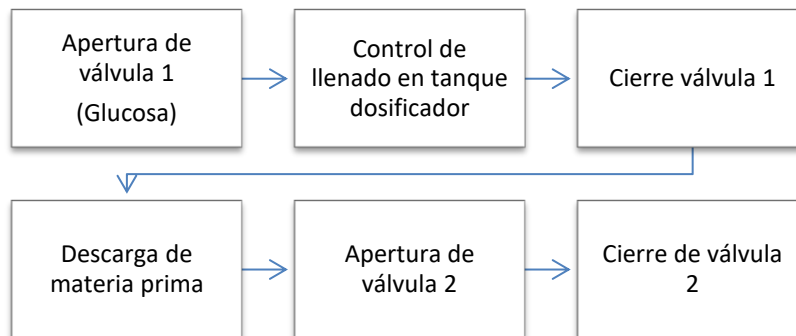 Apertura de
válvula 1
(Glucosa)
Control de
llenado en tanque
dosificador
Cierre válvula 1
Descarga de
materia prima
Apertura de
válvula 2
Cierre de válvula
2